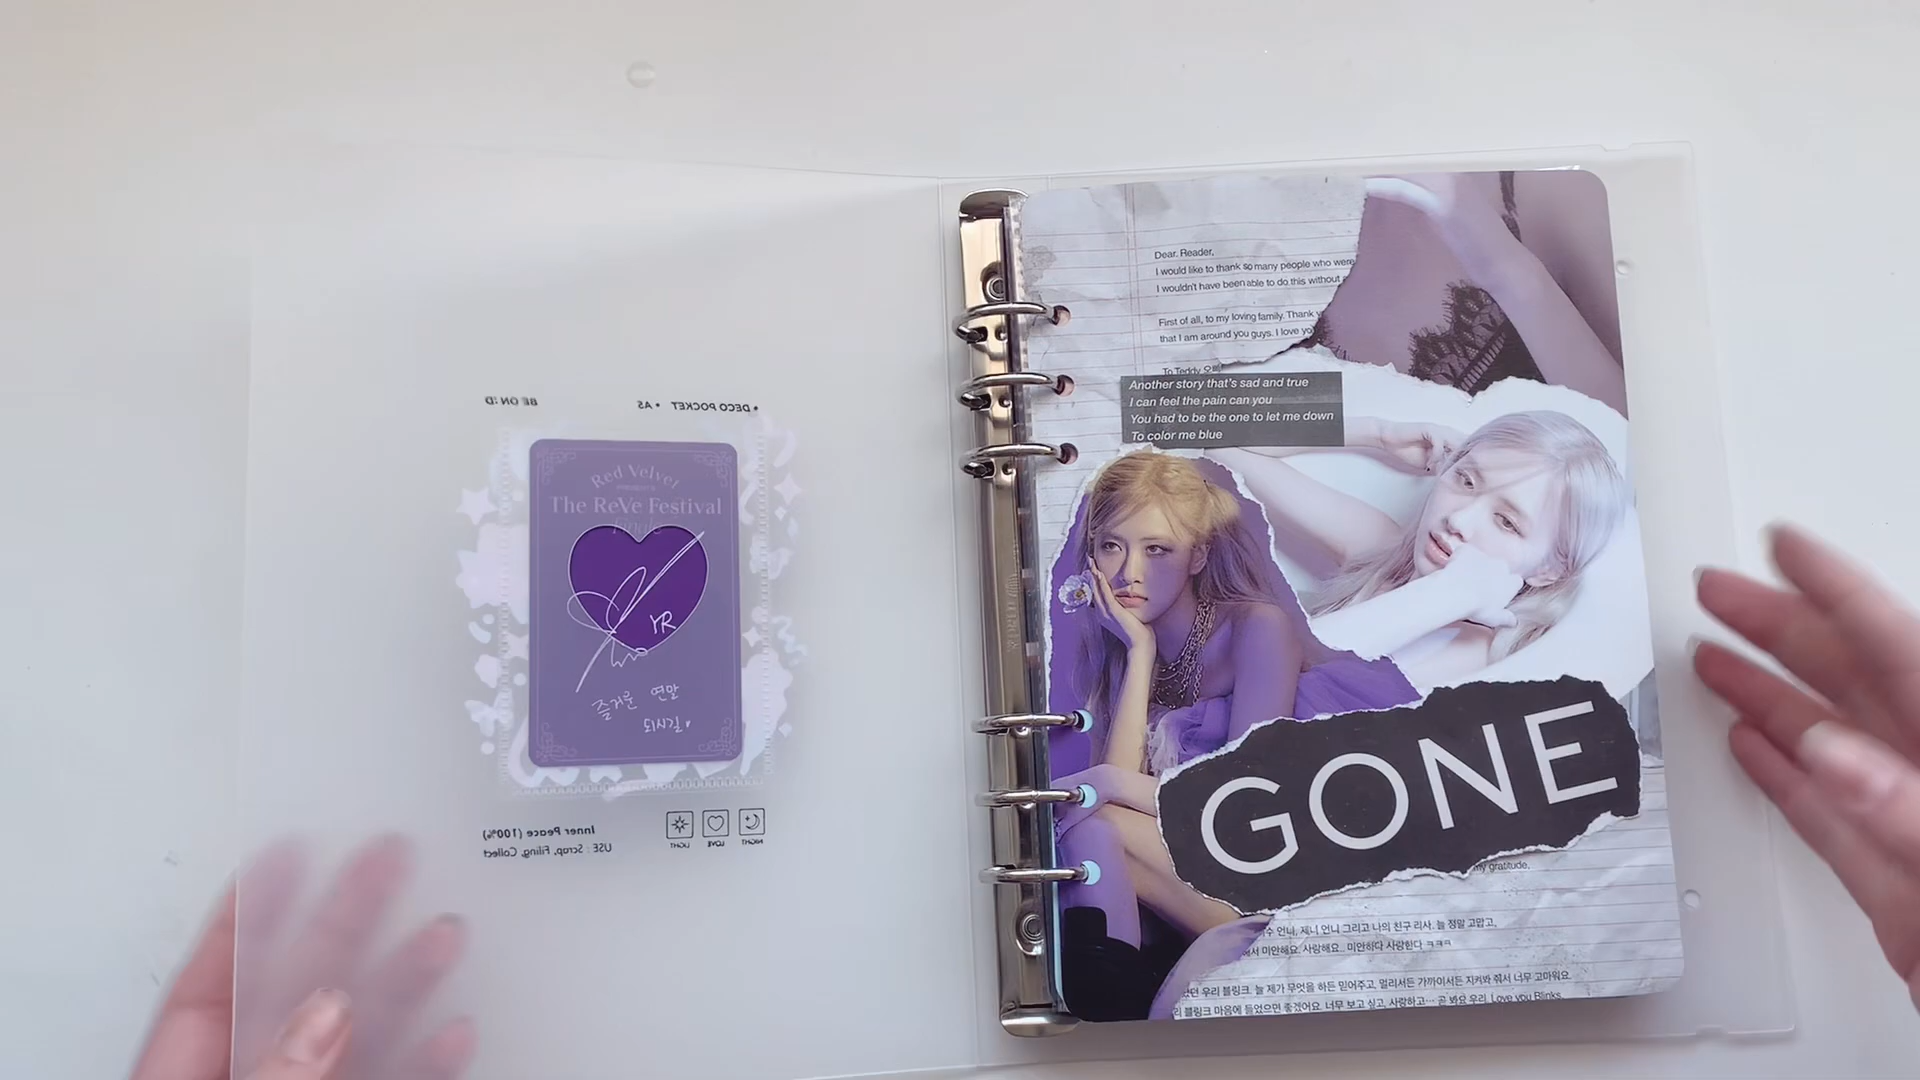 • DECO POCKET • A5
BE ON :D
Red Velvet
The ReVe Festival
Finale
YR
즐거운 연말
되시길
Inner Peace (100%)
USE : Scrap, Filing, Collect
NIGHT
LOVE
LIGHT
Dear. Reader,
I would like to thank so many people who were
I wouldn't have been able to do this without
First of all, to my loving family. Thank
that I am around you guys. I love yo
To Teddy 오빠
Another story that's sad and true
I can feel the pain can you
You had to be the one to let me down
To color me blue
GONE
my gratitude.
수 언니, 제니 언니 그리고 나의 친구 리사. 늘 정말 고맙고,
해서 미안해요. 사랑해요.. 미안하다 사랑한다 ㅋㅋㅋ
우리 블링크. 늘 제가 무엇을 하든 믿어주고, 멀리서든 가까이서든 지켜봐 줘서 너무 고마워요.
리 블링크 마음에 들었으면 좋겠어요. 너무 보고 싶고, 사랑하고… 곧 봐요 우리. Love you Blinks.